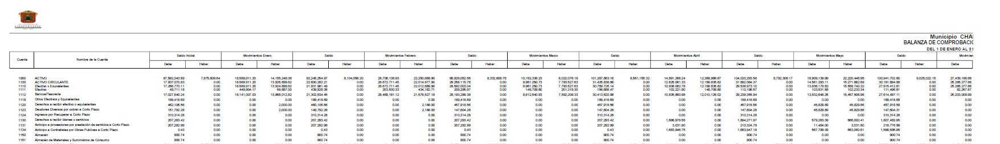 CHAPULTEPEC
Municipio CHA
BALANZA DE COMPROBACIÓ
DEL 1 DE ENERO AL 31
Cuenta Nombre de la Cuenta Saldo Inicial Movimientos Enero Saldo Movimientos Febrero Saldo Movimientos Marzo Saldo Movimientos Abril Saldo Movimientos Mayo Saldo Movimien
Debe Haber Debe Haber Debe Haber Debe Haber Debe Haber Debe Haber Debe Haber Debe Haber Debe Haber Debe Haber Debe Haber Debe
1000 ACTIVO 87,582,043.59 7,875,509.64 18,589,911.20 14,155,248.38 92,245,254.97 8,104,058.20 28,706,138.93 22,250,869.90 98,929,052.56 8,332,606.76 10,152,338.23 8,022,076.19 101,287,863.16 8,561,155.32 14,891,266.24 12,389,986.67 104,020,293.58 8,792,306.17 18,909,139.99 22,220,446.95 100,941,702.60 9,025,022.15 27,439,188.68
1100 ACTIVO CIRCULANTE 17,937,070.83 0.00 18,589,911.20 13,926,699.82 22,600,282.21 0.00 28,672,711.45 22,014,877.90 29,258,115.76 0.00 9,961,250.73 7,793,527.63 31,425,838.86 0.00 12,625,061.33 12,158,835.82 31,892,064.37 0.00 14,561,293.11 16,271,662.59 30,181,694.89 0.00 25,285,277.86
1110 Efectivo y Equivalentes 17,266,770.11 0.00 18,589,911.20 13,924,699.82 21,931,981.49 0.00 28,672,711.45 22,012,689.90 28,592,003.04 0.00 9,961,250.73 7,793,527.63 30,759,726.14 0.00 10,938,082.78 12,158,835.82 29,538,973.10 0.00 13,936,179.83 15,559,740.32 27,915,412.61 0.00 25,285,277.86
1111 Efectivo 49,711.18 0.00 448,904.17 58,687.00 439,928.35 0.00 203,530.33 434,162.71 209,295.97 0.00 148,709.80 201,319.30 156,686.47 0.00 102,221.90 148,709.80 110,198.57 0.00 103,531.58 102,233.34 111,496.81 0.00 82,267.87
1112 Bancos/Tesorería 17,027,640.24 0.00 18,141,007.03 13,866,012.82 21,302,634.45 0.00 28,469,181.12 21,578,527.19 28,193,288.38 0.00 9,812,540.93 7,592,208.33 30,413,620.98 0.00 10,835,860.88 12,010,126.02 29,239,355.84 0.00 13,832,648.25 15,457,506.98 27,614,497.11 0.00 25,203,009.99
1119 Otros Efectivos y Equivalentes 189,418.69 0.00 0.00 0.00 189,418.69 0.00 0.00 0.00 189,418.69 0.00 0.00 0.00 189,418.69 0.00 0.00 0.00 189,418.69 0.00 0.00 0.00 189,418.69 0.00 0.00
1120 Derechos a recibir efectivo o equivalentes 462,106.56 0.00 0.00 2,000.00 460,106.56 0.00 0.00 2,188.00 457,918.56 0.00 0.00 0.00 457,918.56 0.00 0.00 0.00 457,918.56 0.00 45,829.89 45,829.86 457,918.59 0.00 0.00
1123 Deudores Diversos por cobrar a Corto Plazo 151,792.28 0.00 0.00 2,000.00 149,792.28 0.00 0.00 2,188.00 147,604.28 0.00 0.00 0.00 147,604.28 0.00 0.00 0.00 147,604.28 0.00 45,829.89 45,829.86 147,604.31 0.00 0.00
1124 Ingresos por Recuperar a Corto Plazo 310,314.28 0.00 0.00 0.00 310,314.28 0.00 0.00 0.00 310,314.28 0.00 0.00 0.00 310,314.28 0.00 0.00 0.00 310,314.28 0.00 0.00 0.00 310,314.28 0.00 0.00
1130 Derechos a recibir bienes o servicios 207,293.42 0.00 0.00 0.00 207,293.42 0.00 0.00 0.00 207,293.42 0.00 0.00 0.00 207,293.42 0.00 1,686,978.55 0.00 1,894,271.97 0.00 579,283.39 666,092.41 1,807,462.95 0.00 0.00
1131 Anticipo a proveedores por prestación de servicios a Corto Plazo 207,292.99 0.00 0.00 0.00 207,292.99 0.00 0.00 0.00 207,292.99 0.00 0.00 0.00 207,292.99 0.00 3,031.80 0.00 210,324.79 0.00 11,484.00 3,031.80 218,776.99 0.00 0.00
1134 Anticipo a Contratistas por Obras Publicas a Corto Plazo 0.43 0.00 0.00 0.00 0.43 0.00 0.00 0.00 0.43 0.00 0.00 0.00 0.43 0.00 1,683,946.75 0.00 1,683,947.18 0.00 567,799.39 663,060.61 1,588,685.96 0.00 0.00
1150 Almacén 900.74 0.00 0.00 0.00 900.74 0.00 0.00 0.00 900.74 0.00 0.00 0.00 900.74 0.00 0.00 0.00 900.74 0.00 0.00 0.00 900.74 0.00 0.00
1151 Almacén de Materiales y Suministros de Consumo 900.74 0.00 0.00 0.00 900.74 0.00 0.00 0.00 900.74 0.00 0.00 0.00 900.74 0.00 0.00 0.00 900.74 0.00 0.00 0.00 900.74 0.00 0.00